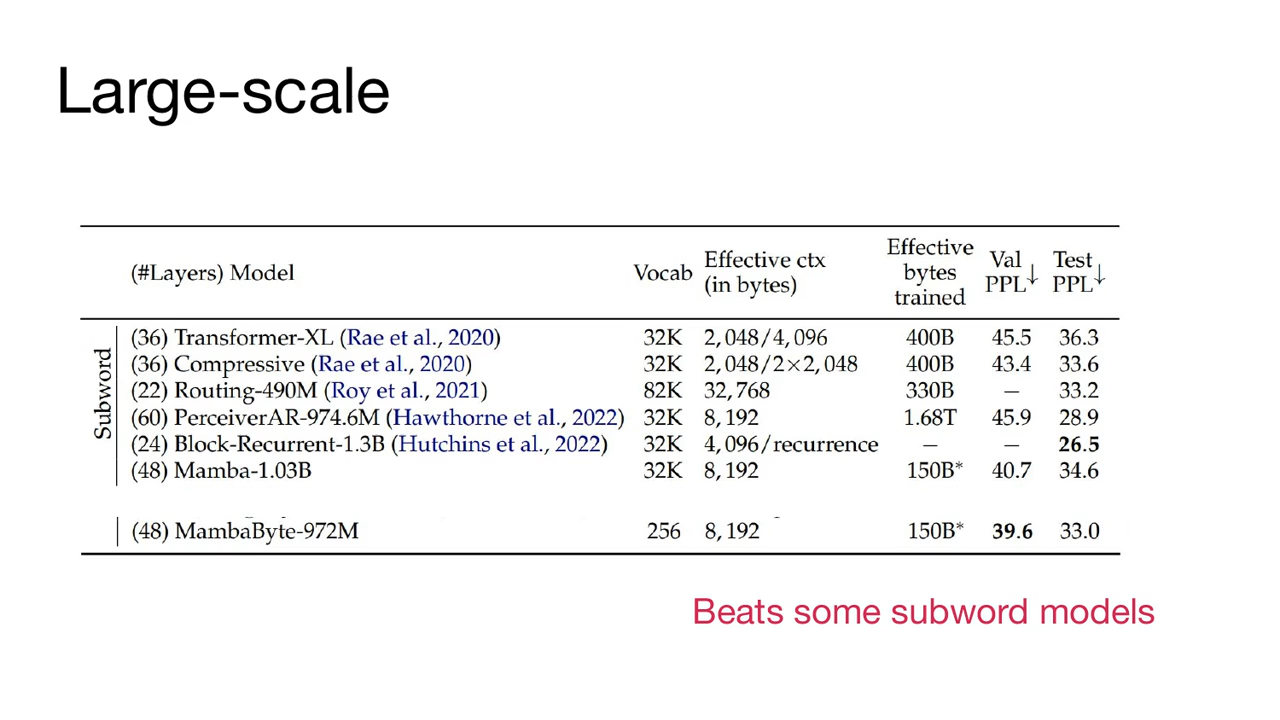 Large-scale
(#Layers) Model Vocab Effective ctx (in bytes) Effective bytes trained Val PPL↓ Test PPL↓
Subword
(36) Transformer-XL (Rae et al., 2020) 32K 2,048/4,096 400B 45.5 36.3
(36) Compressive (Rae et al., 2020) 32K 2,048/2×2,048 400B 43.4 33.6
(22) Routing-490M (Roy et al., 2021) 82K 32,768 330B – 33.2
(60) PerceiverAR-974.6M (Hawthorne et al., 2022) 32K 8,192 1.68T 45.9 28.9
(24) Block-Recurrent-1.3B (Hutchins et al., 2022) 32K 4,096/recurrence – – 26.5
(48) Mamba-1.03B 32K 8,192 150B* 40.7 34.6
(48) MambaByte-972M 256 8,192 150B* 39.6 33.0
Beats some subword models